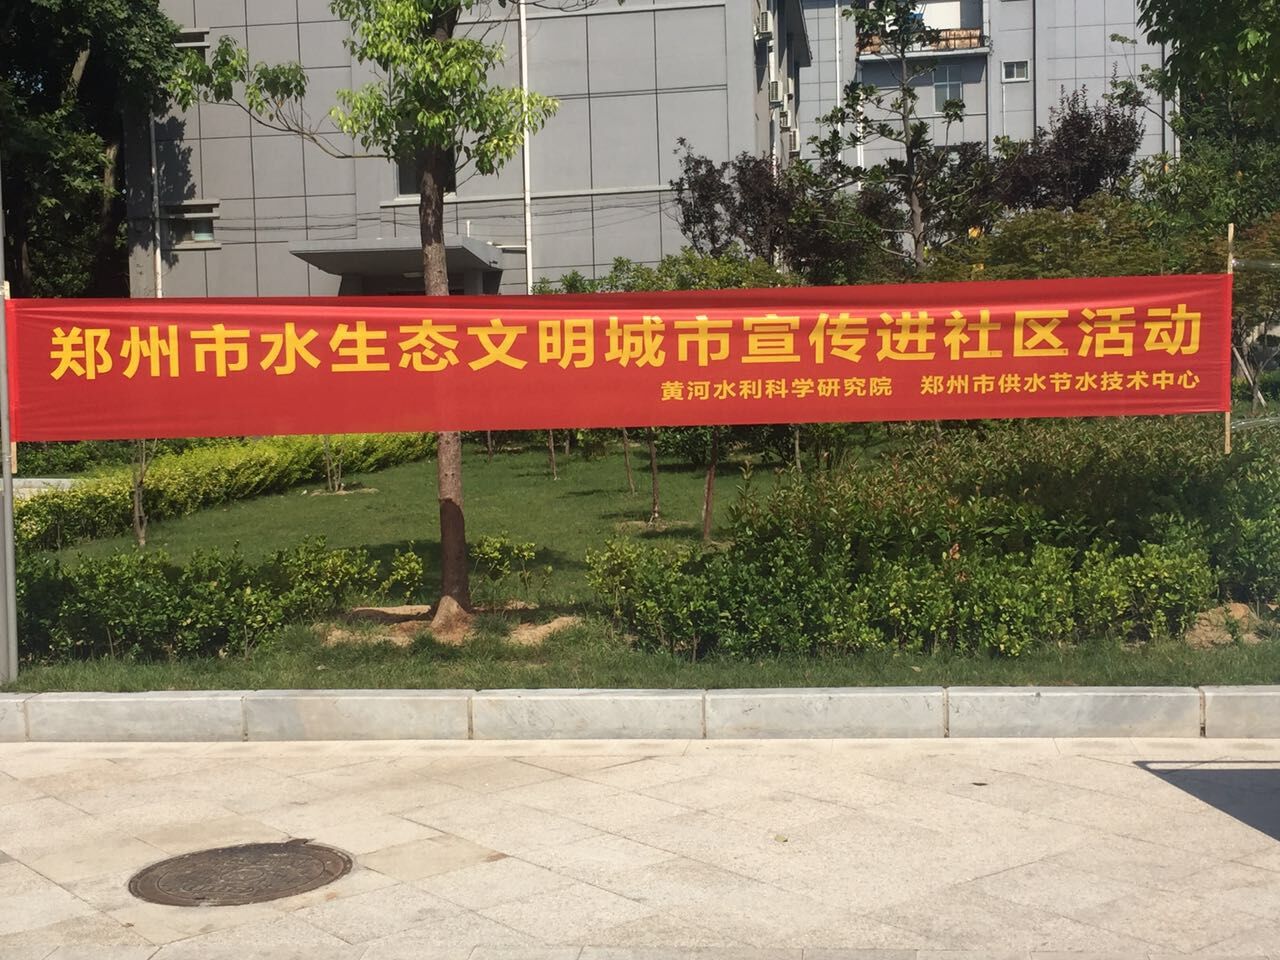 郑州市水生态文明城市宣传进社区活动
黄河水利科学研究院 郑州市供水节水技术中心